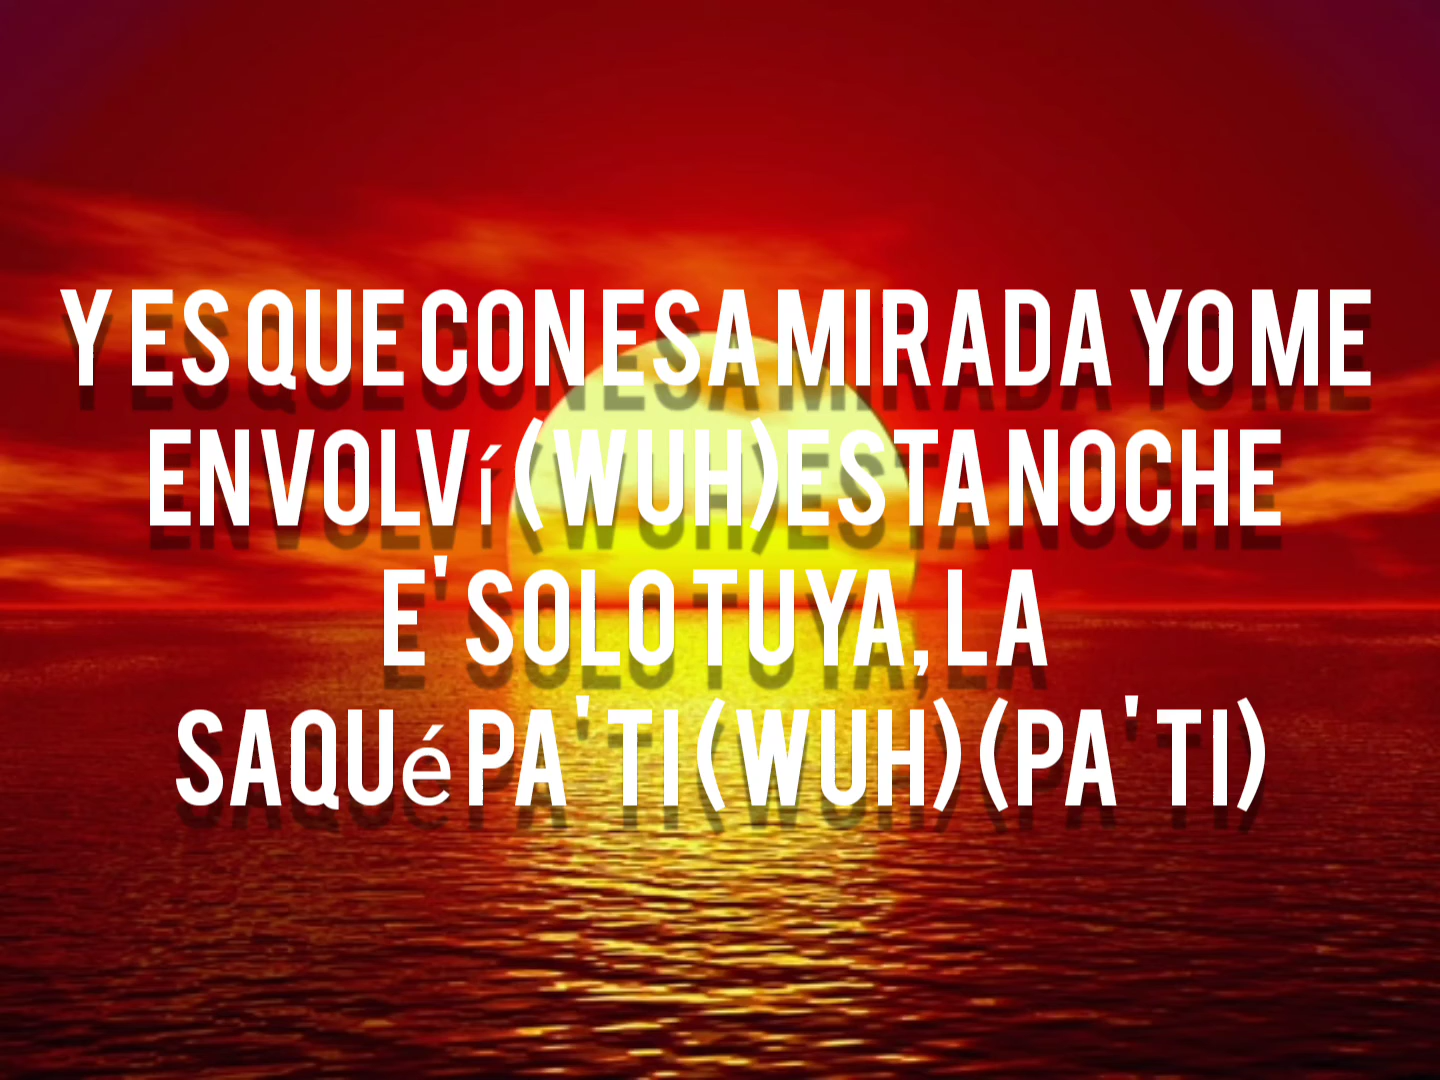 Y ES QUE CON ESA MIRADA YO ME
ENVOLVí (WUH) ESTA NOCHE
E' SOLO TUYA, LA
SAQUé PA' TI (WUH) (PA' TI)